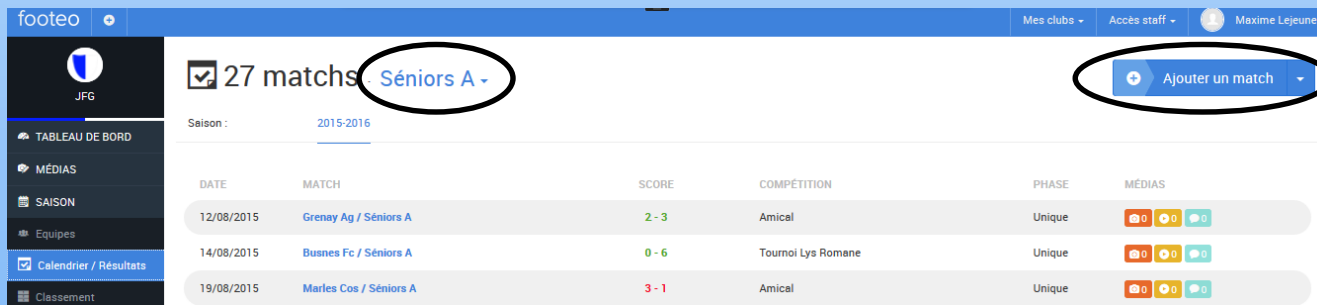 footeo
Mes clubs
Accès staff
Maxime Lejeune
JFG
27 matchs - Séniors A
Ajouter un match
Saison :
2015-2016
TABLEAU DE BORD
MÉDIAS
SAISON
Equipes
Calendrier / Résultats
Classement
DATE MATCH SCORE COMPÉTITION PHASE MÉDIAS
12/08/2015 Grenay Ag / Séniors A 2 - 3 Amical Unique 0 0 0
14/08/2015 Busnes Fc / Séniors A 0 - 6 Tournoi Lys Romane Unique 0 0 0
19/08/2015 Marles Cos / Séniors A 3 - 1 Amical Unique 0 0 0